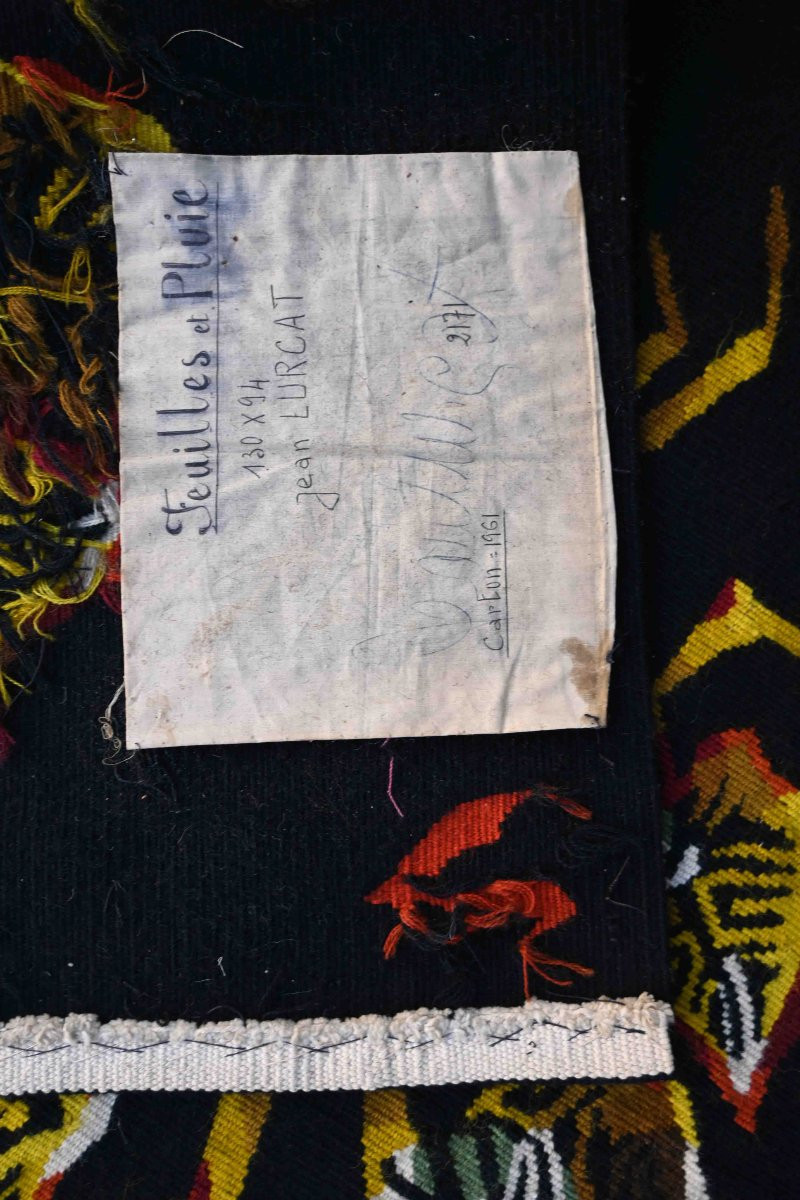 Feuilles et Pluie
130 x 94
jean LURCAT
2171
Carton = 1961